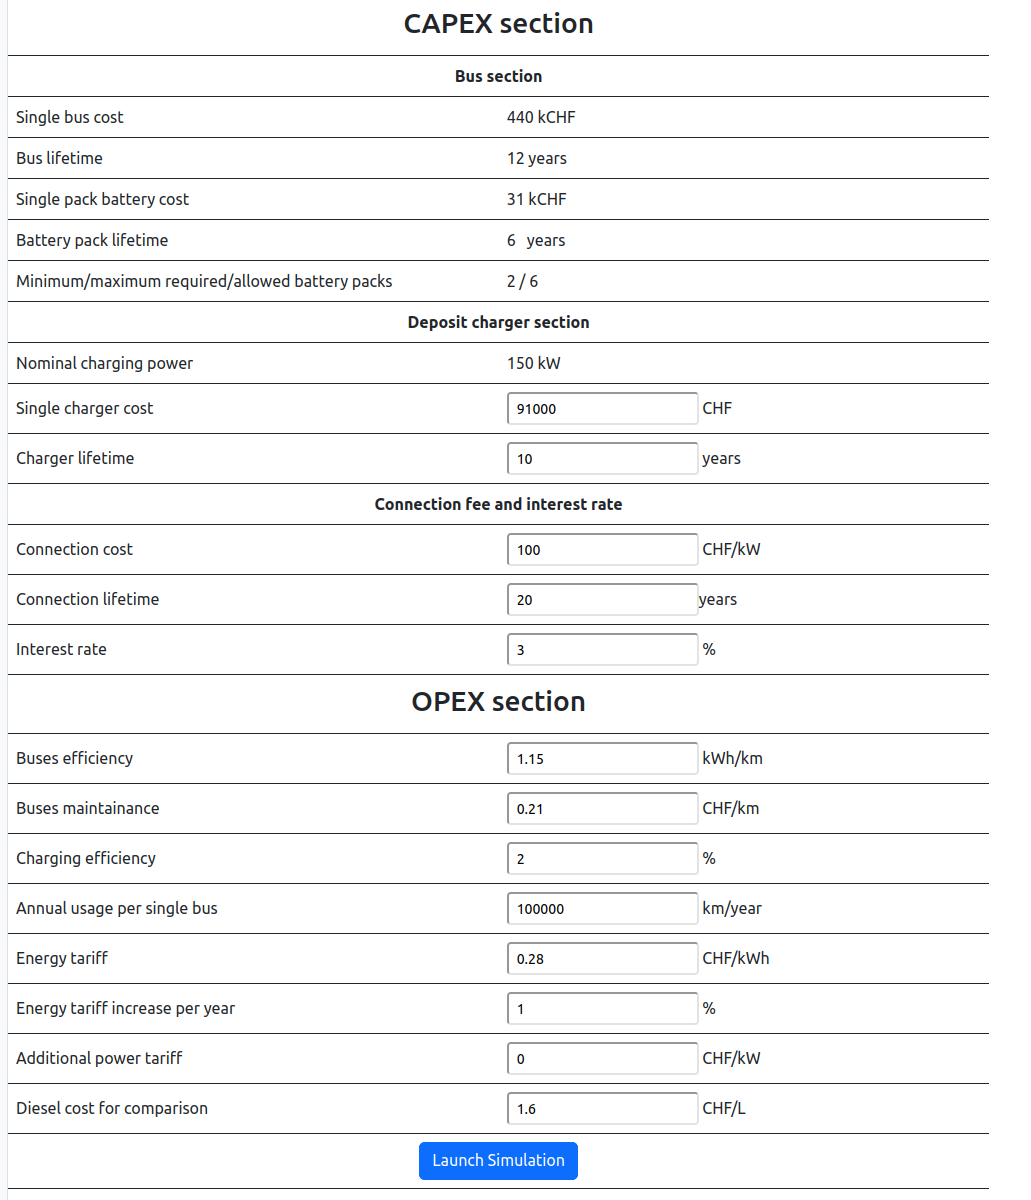 CAPEX section
Bus section
Single bus cost 440 kCHF
Bus lifetime 12 years
Single pack battery cost 31 kCHF
Battery pack lifetime 6 years
Minimum/maximum required/allowed battery packs 2 / 6
Deposit charger section
Nominal charging power 150 kW
Single charger cost 91000 CHF
Charger lifetime 10 years
Connection fee and interest rate
Connection cost 100 CHF/kW
Connection lifetime 20 years
Interest rate 3 %
OPEX section
Buses efficiency 1.15 kWh/km
Buses maintainance 0.21 CHF/km
Charging efficiency 2 %
Annual usage per single bus 100000 km/year
Energy tariff 0.28 CHF/kWh
Energy tariff increase per year 1 %
Additional power tariff 0 CHF/kW
Diesel cost for comparison 1.6 CHF/L
Launch Simulation